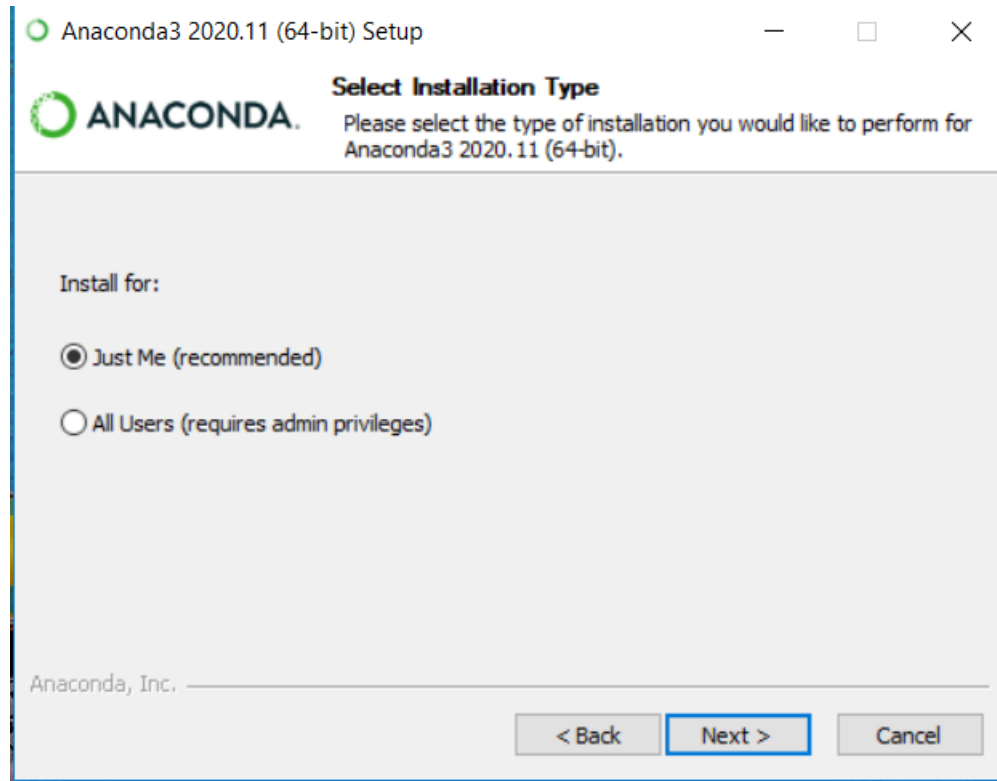 Anaconda3 2020.11 (64-bit) Setup
ANACONDA.
Select Installation Type
Please select the type of installation you would like to perform for
Anaconda3 2020.11 (64-bit).
Install for:
Just Me (recommended)
All Users (requires admin privileges)
Anaconda, Inc.
< Back
Next >
Cancel